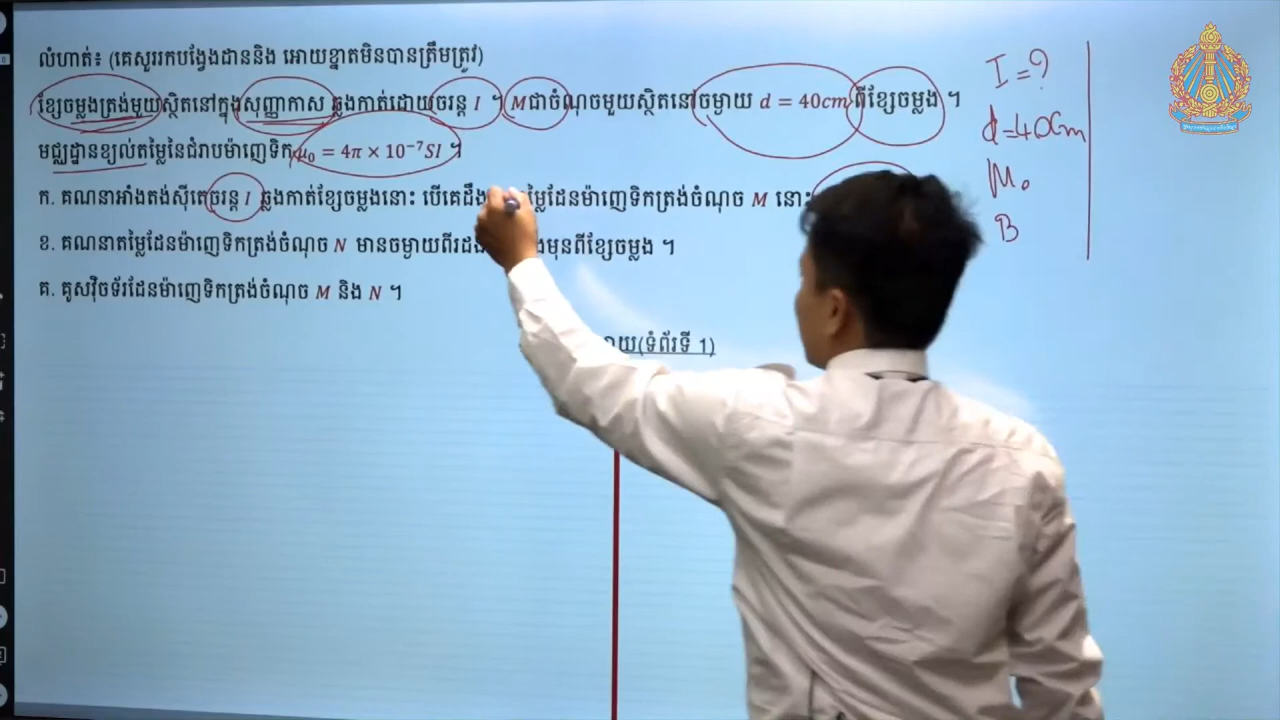 លំហាត់៖ (គេសួររកបង្វែងដាននិង អោយខ្នាតមិនបានត្រឹមត្រូវ)
ខ្សែចម្លងត្រង់មួយស្ថិតនៅក្នុងសុញ្ញាកាស ឆ្លងកាត់ដោយចរន្ត I ។ Mជាចំណុចមួយស្ថិតនៅចម្ងាយ d = 40cm ពីខ្សែចម្លង ។
មជ្ឈដ្ឋានខ្យល់តម្លៃនៃជំរាបម៉ាញេទិក μ₀ = 4π × 10⁻⁷SI ។
ក. គណនាអាំងតង់ស៊ីតេចរន្ត I ឆ្លងកាត់ខ្សែចម្លងនោះ បើគេដឹង ម្លៃដែនម៉ាញេទិកត្រង់ចំណុច M នោះ
ខ. គណនាតម្លៃដែនម៉ាញេទិកត្រង់ចំណុច N មានចម្ងាយពីរដង ងមុនពីខ្សែចម្លង ។
គ. គូសវ៉ិចទ័រដែនម៉ាញេទិកត្រង់ចំណុច M និង N ។
យ(ទំព័រទី 1)
I = ?
d = 40cm
μ₀
B